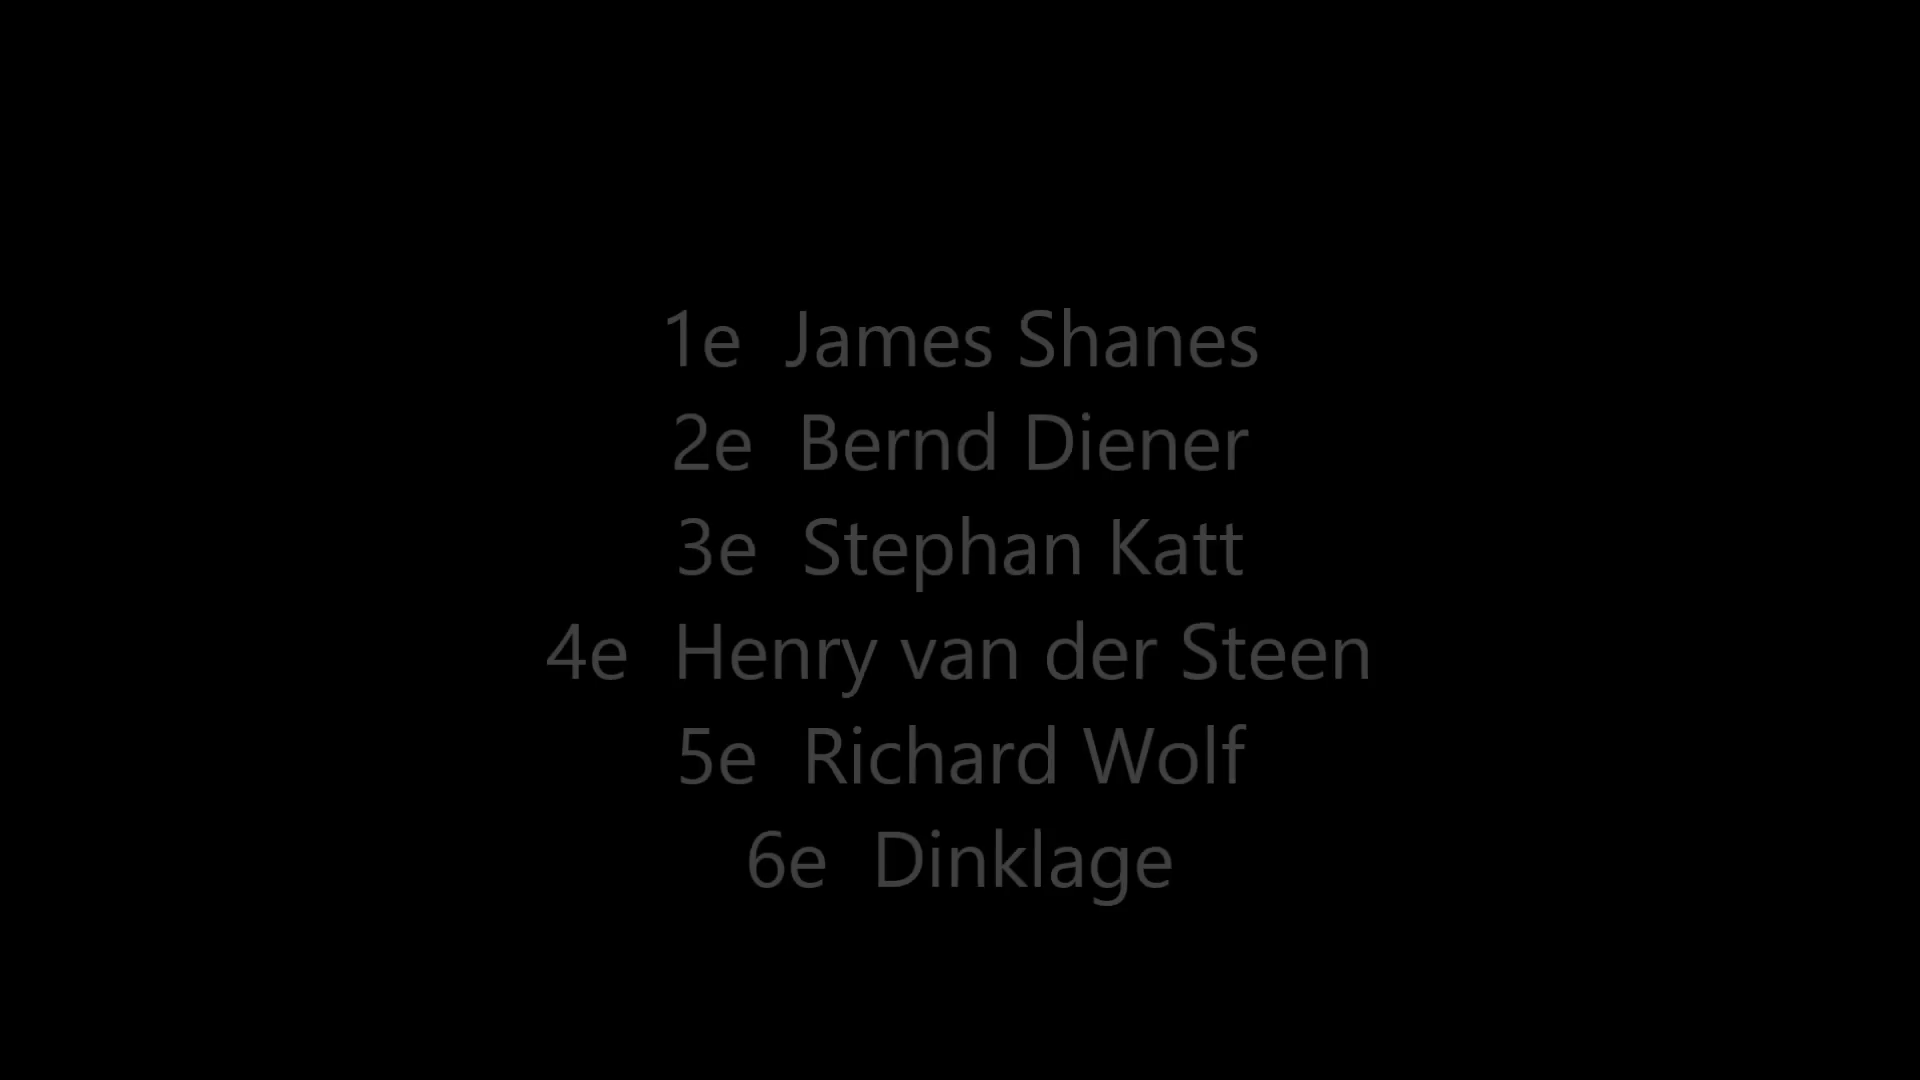 1e  James Shanes
2e  Bernd Diener
3e  Stephan Katt
4e  Henry van der Steen
5e  Richard Wolf
6e  Dinklage